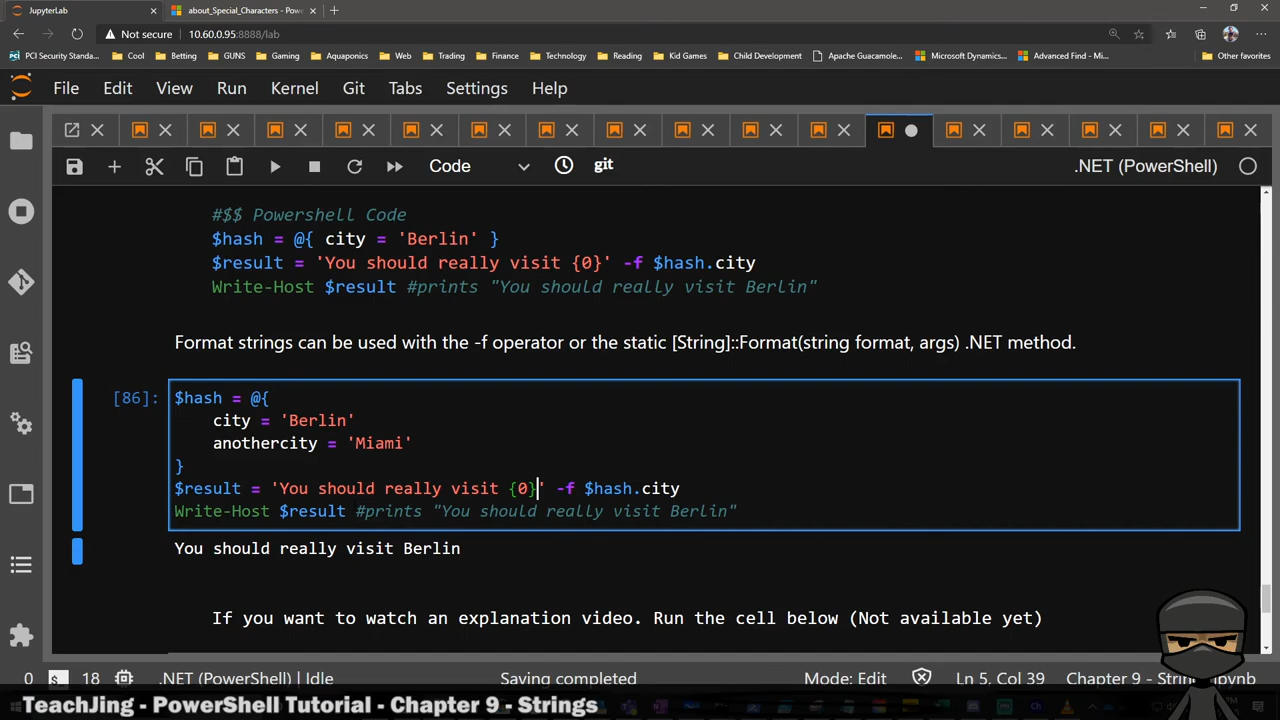 JupyterLab
about_Special_Characters - Powe
Not secure
10.60.0.95:8888/lab
PCI Security Standa...
Cool
Betting
GUNS
Gaming
Aquaponics
Web
Trading
Finance
Technology
Reading
Kid Games
Child Development
Apache Guacamole...
Microsoft Dynamics...
Advanced Find - Mi...
Other favorites
File Edit View Run Kernel Git Tabs Settings Help
Code
git
.NET (PowerShell)
#$$ Powershell Code
$hash = @{ city = 'Berlin' }
$result = 'You should really visit {0}' -f $hash.city
Write-Host $result #prints "You should really visit Berlin"
Format strings can be used with the -f operator or the static [String]::Format(string format, args) .NET method.
[86]:
$hash = @{
city = 'Berlin'
anothercity = 'Miami'
}
$result = 'You should really visit {0}' -f $hash.city
Write-Host $result #prints "You should really visit Berlin"
You should really visit Berlin
If you want to watch an explanation video. Run the cell below (Not available yet)
0 $_ 18 .NET (PowerShell) | Idle
Saving completed
Mode: Edit
Ln 5, Col 39
Chapter 9 - Strin
ynb
TeachJing - PowerShell Tutorial - Chapter 9 - Strings